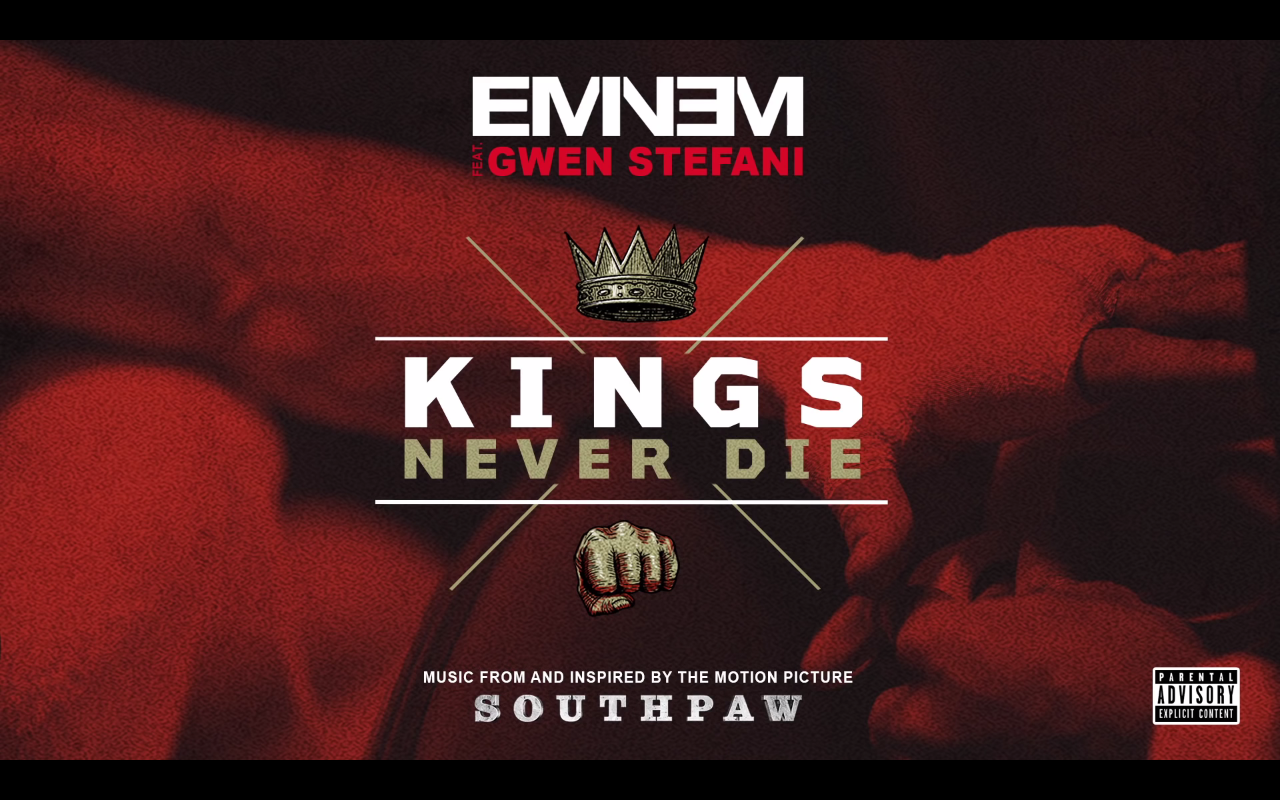 EMINEM
FEAT. GWEN STEFANI
KINGS
NEVER DIE
MUSIC FROM AND INSPIRED BY THE MOTION PICTURE
SOUTHPAW
PARENTAL
ADVISORY
EXPLICIT CONTENT